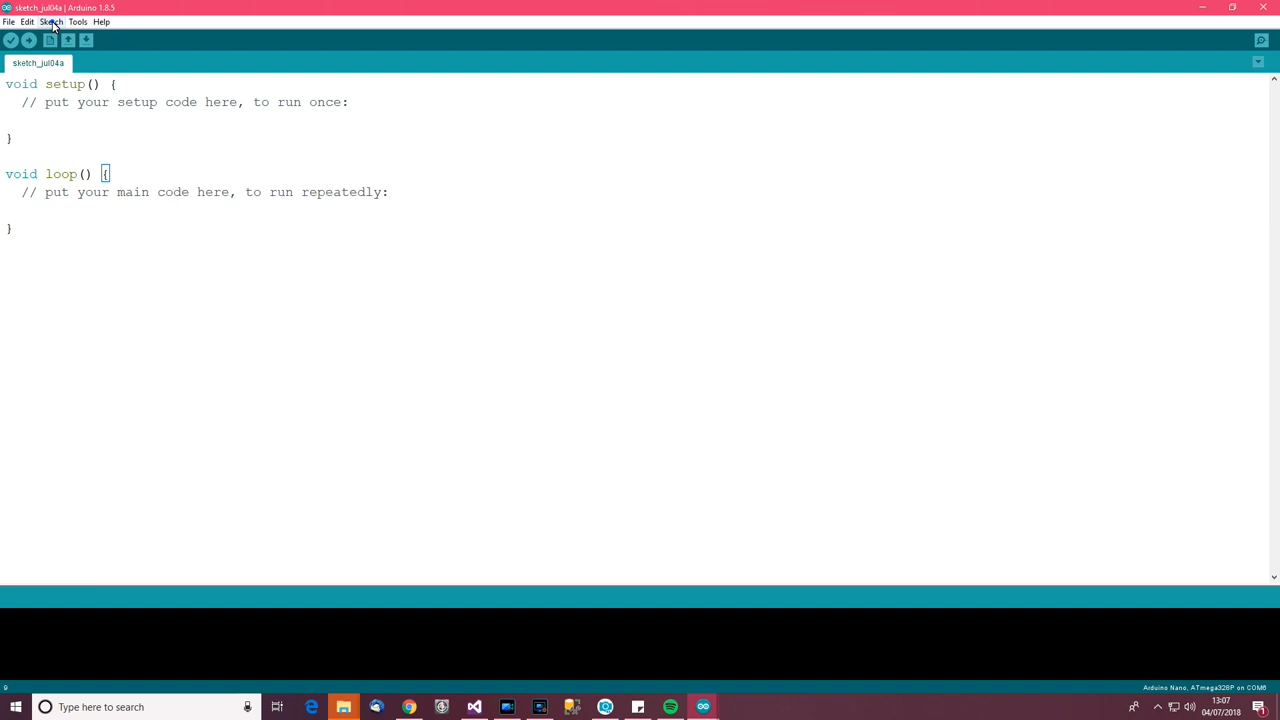 sketch_jul04a | Arduino 1.8.5
File Edit Sketch Tools Help
sketch_jul04a
void setup() {
  // put your setup code here, to run once:
}
void loop() {
  // put your main code here, to run repeatedly:
}
9
Arduino Nano, ATmega328P on COM6
Type here to search
13:07
04/07/2018
1